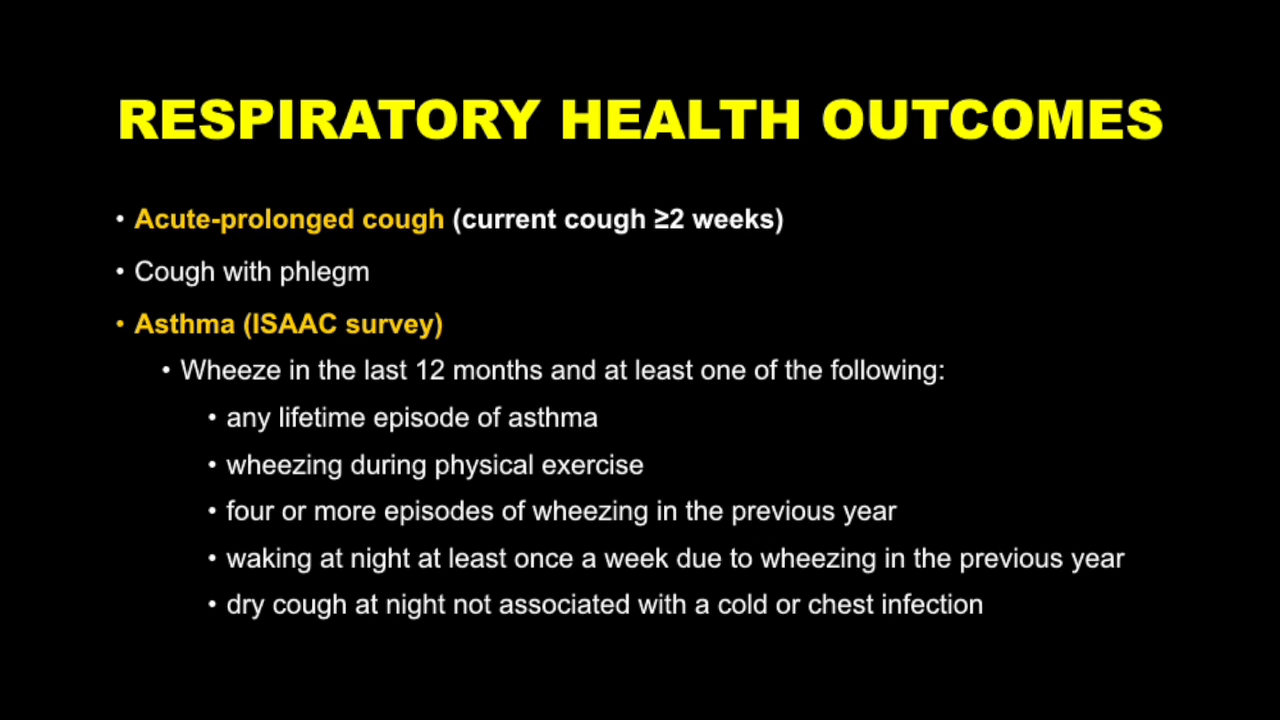 RESPIRATORY HEALTH OUTCOMES
• Acute-prolonged cough (current cough ≥2 weeks)
• Cough with phlegm
• Asthma (ISAAC survey)
• Wheeze in the last 12 months and at least one of the following:
• any lifetime episode of asthma
• wheezing during physical exercise
• four or more episodes of wheezing in the previous year
• waking at night at least once a week due to wheezing in the previous year
• dry cough at night not associated with a cold or chest infection